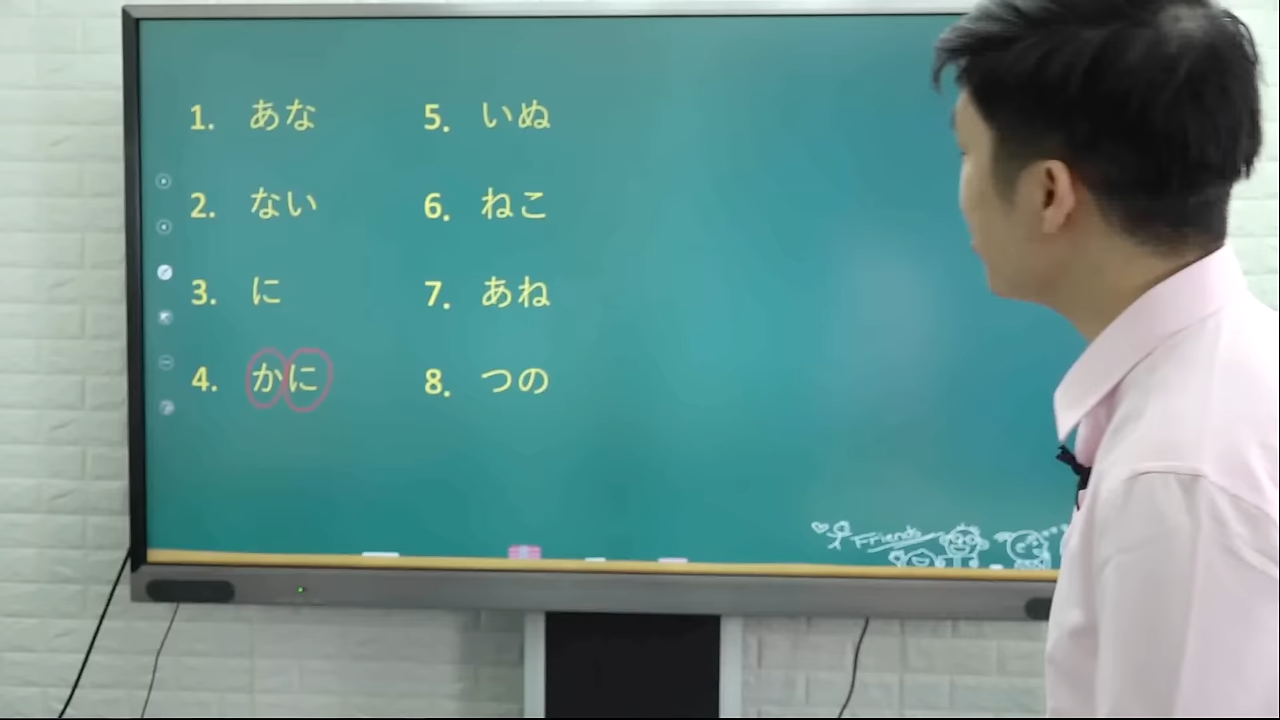 1. あな
2. ない
3. に
4. かに
5. いぬ
6. ねこ
7. あね
8. つの
Friends